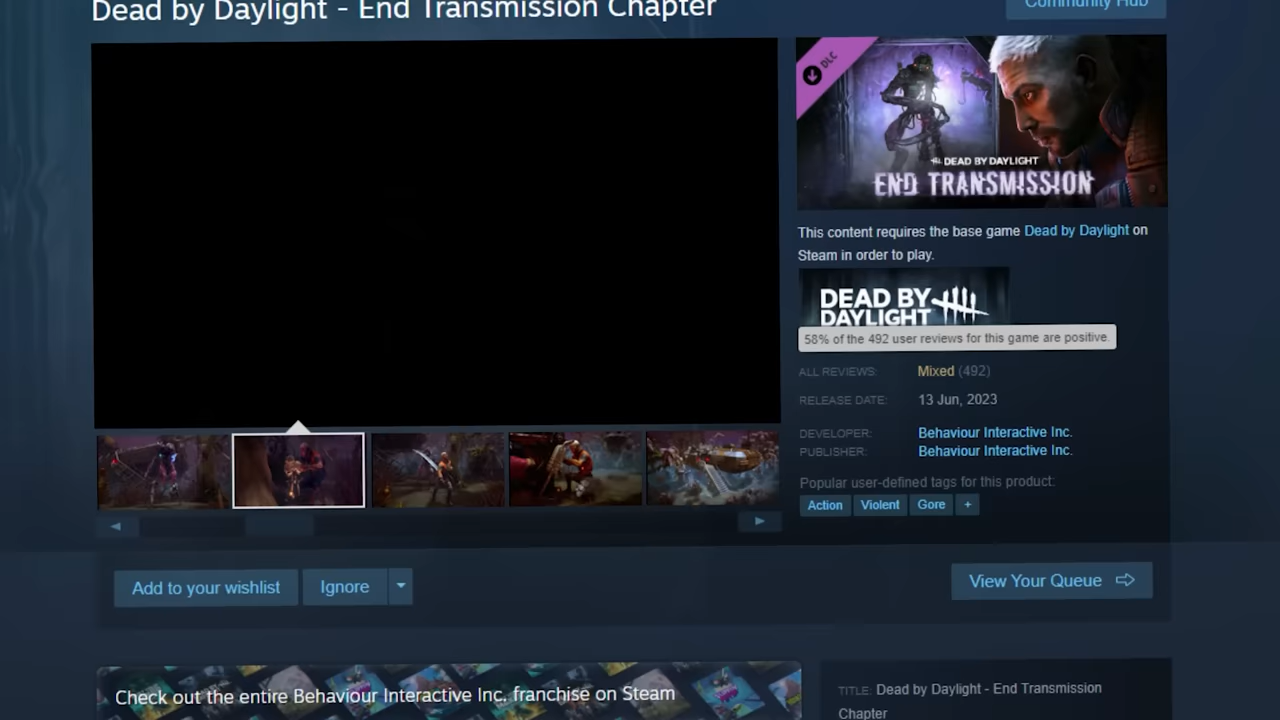 Dead by Daylight - End Transmission Chapter
Community Hub
DLC
DEAD BY DAYLIGHT
END TRANSMISSION
This content requires the base game Dead by Daylight on
Steam in order to play.
DEAD BY
DAYLIGHT
58% of the 492 user reviews for this game are positive.
ALL REVIEWS: Mixed (492)
RELEASE DATE: 13 Jun, 2023
DEVELOPER: Behaviour Interactive Inc.
PUBLISHER: Behaviour Interactive Inc.
Popular user-defined tags for this product:
Action Violent Gore +
Add to your wishlist Ignore
View Your Queue
Check out the entire Behaviour Interactive Inc. franchise on Steam
TITLE: Dead by Daylight - End Transmission
Chapter